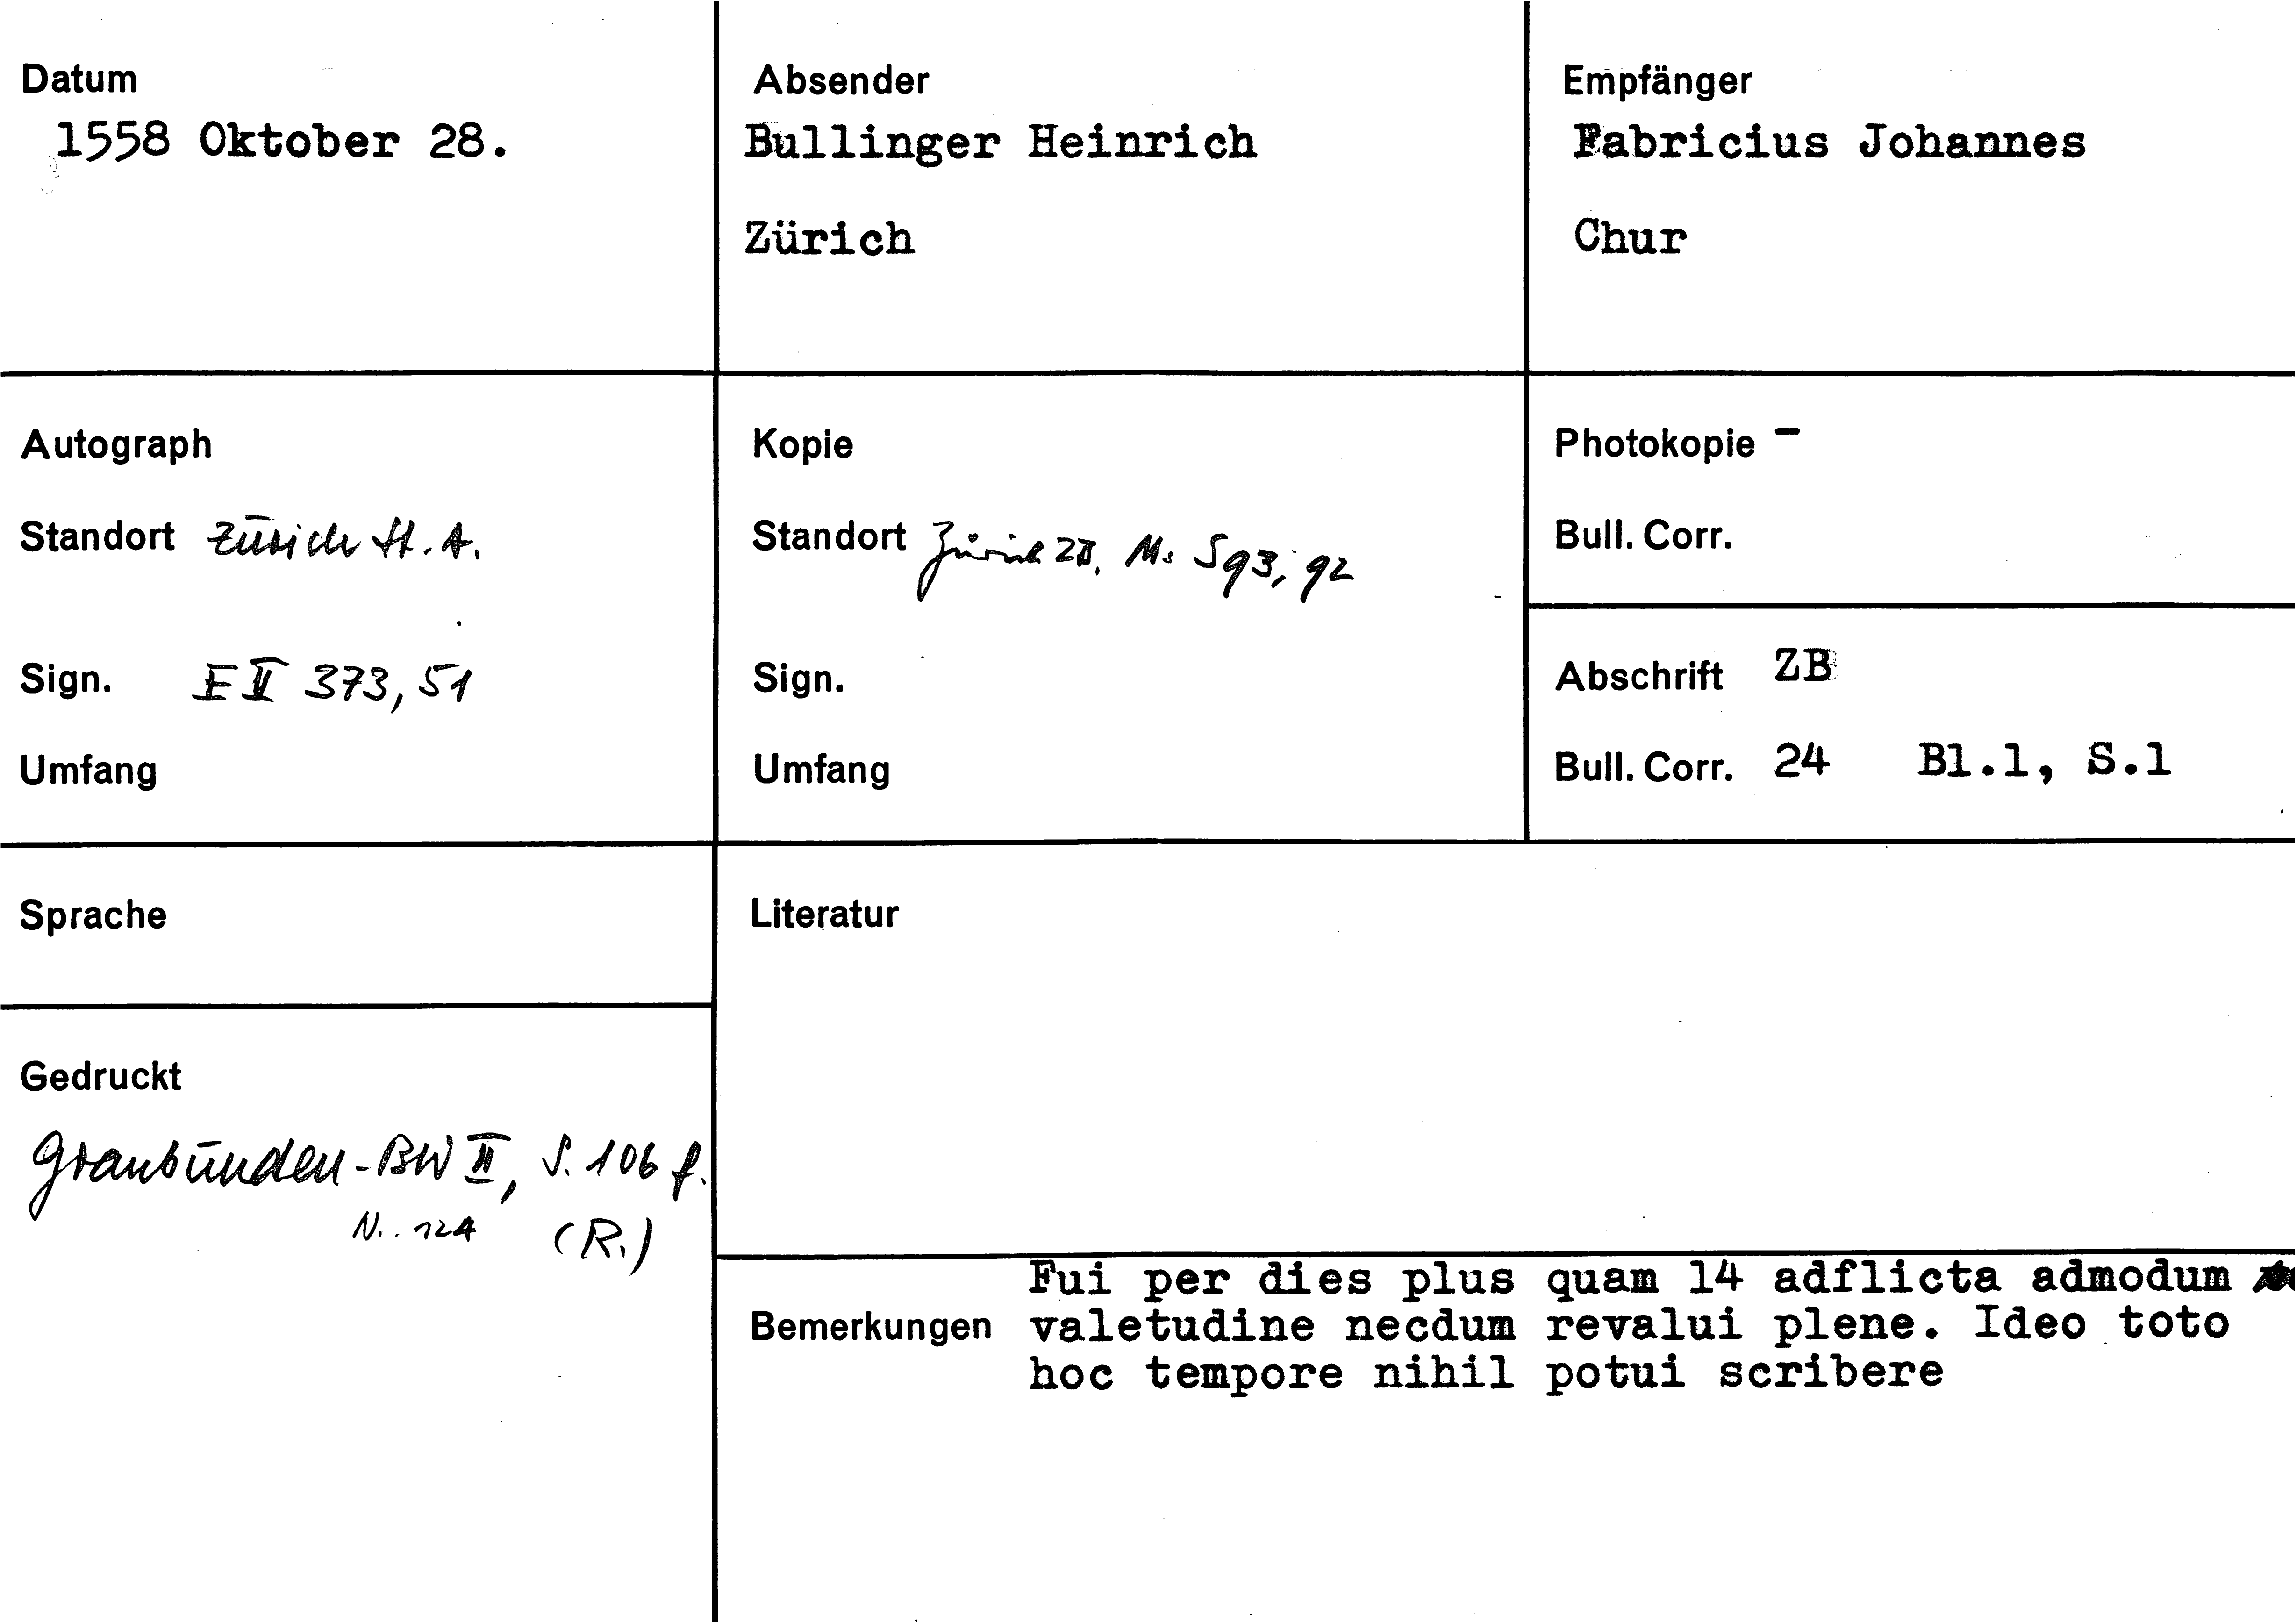 Datum
1558 Oktober 28.
Absender
Bullinger Heinrich
Zürich
Empfänger
Fabricius Johannes
Chur
Autograph
Standort Zürich St. A.
Sign. E II 373, 51
Umfang
Kopie
Standort Zürich ZB, Ms S 93, 92
Sign.
Umfang
Photokopie -
Bull. Corr.
Abschrift ZB
Bull. Corr. 24 Bl.1, S.1
Sprache
Gedruckt
Graubünden-BW II, S. 106 f.
N. 124 (R.)
Literatur
Bemerkungen
Fui per dies plus quam 14 adflicta admodum
valetudine necdum revalui plene. Ideo toto
hoc tempore nihil potui scribere